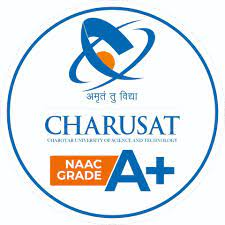 अमृतं तु विद्या
CHARUSAT
CHAROTAR UNIVERSITY OF SCIENCE AND TECHNOLOGY
NAAC
GRADE A+